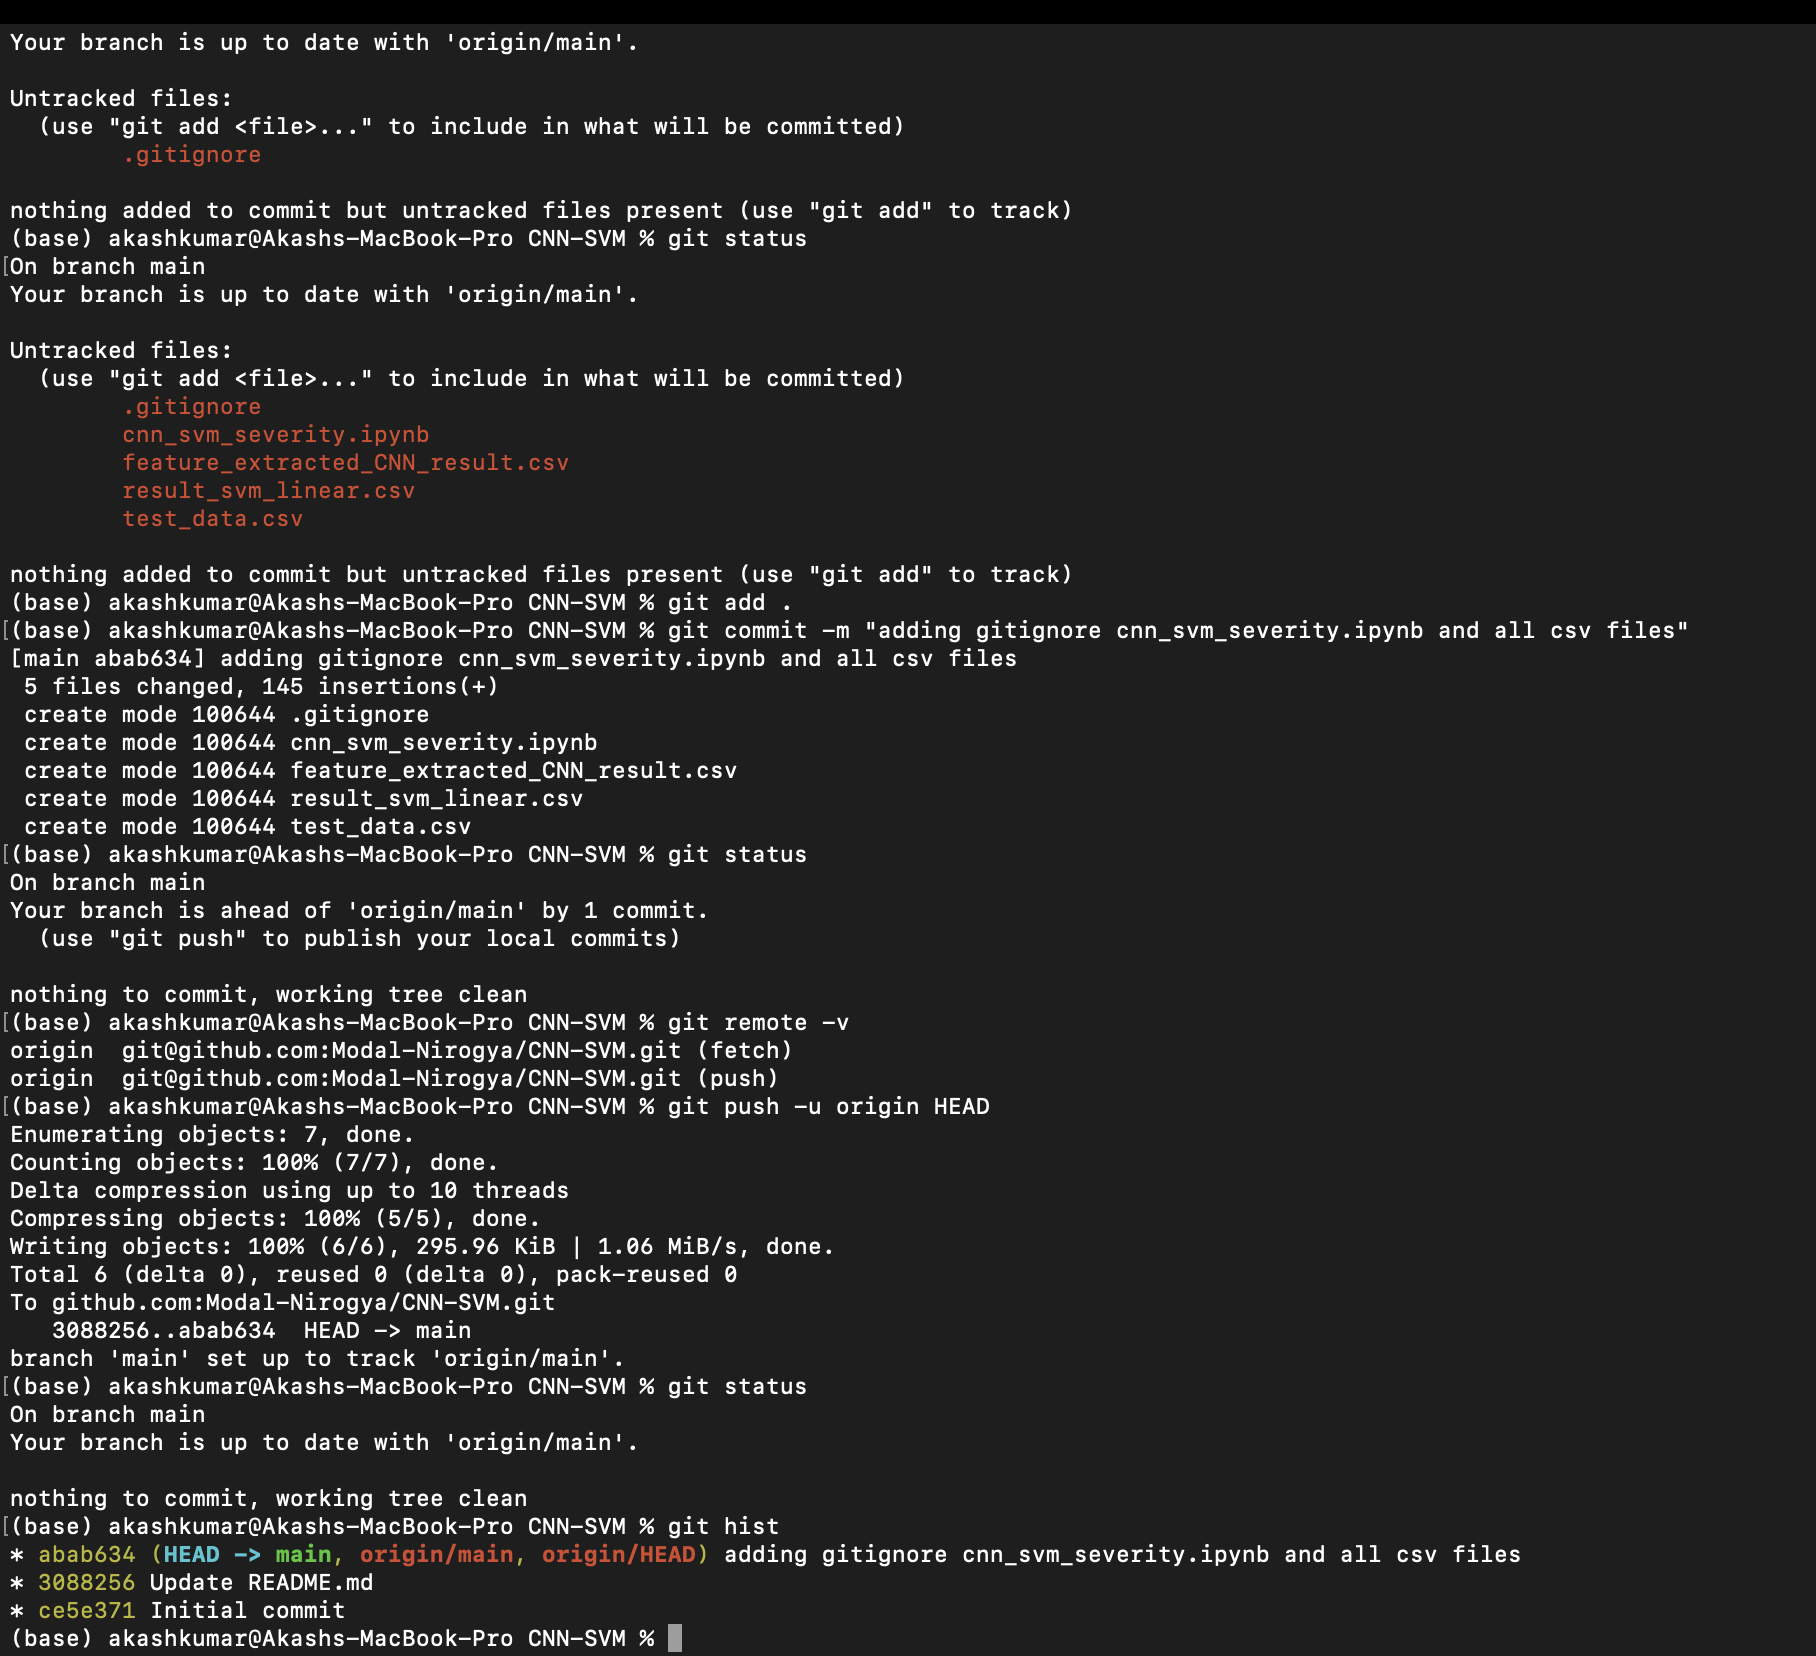 Your branch is up to date with 'origin/main'.
Untracked files:
  (use "git add <file>..." to include in what will be committed)
        .gitignore
nothing added to commit but untracked files present (use "git add" to track)
(base) akashkumar@Akashs-MacBook-Pro CNN-SVM % git status
[On branch main
Your branch is up to date with 'origin/main'.
Untracked files:
  (use "git add <file>..." to include in what will be committed)
        .gitignore
        cnn_svm_severity.ipynb
        feature_extracted_CNN_result.csv
        result_svm_linear.csv
        test_data.csv
nothing added to commit but untracked files present (use "git add" to track)
(base) akashkumar@Akashs-MacBook-Pro CNN-SVM % git add .
[(base) akashkumar@Akashs-MacBook-Pro CNN-SVM % git commit -m "adding gitignore cnn_svm_severity.ipynb and all csv files"
[main abab634] adding gitignore cnn_svm_severity.ipynb and all csv files
 5 files changed, 145 insertions(+)
 create mode 100644 .gitignore
 create mode 100644 cnn_svm_severity.ipynb
 create mode 100644 feature_extracted_CNN_result.csv
 create mode 100644 result_svm_linear.csv
 create mode 100644 test_data.csv
[(base) akashkumar@Akashs-MacBook-Pro CNN-SVM % git status
On branch main
Your branch is ahead of 'origin/main' by 1 commit.
  (use "git push" to publish your local commits)
nothing to commit, working tree clean
[(base) akashkumar@Akashs-MacBook-Pro CNN-SVM % git remote -v
origin  git@github.com:Modal-Nirogya/CNN-SVM.git (fetch)
origin  git@github.com:Modal-Nirogya/CNN-SVM.git (push)
[(base) akashkumar@Akashs-MacBook-Pro CNN-SVM % git push -u origin HEAD
Enumerating objects: 7, done.
Counting objects: 100% (7/7), done.
Delta compression using up to 10 threads
Compressing objects: 100% (5/5), done.
Writing objects: 100% (6/6), 295.96 KiB | 1.06 MiB/s, done.
Total 6 (delta 0), reused 0 (delta 0), pack-reused 0
To github.com:Modal-Nirogya/CNN-SVM.git
   3088256..abab634  HEAD -> main
branch 'main' set up to track 'origin/main'.
[(base) akashkumar@Akashs-MacBook-Pro CNN-SVM % git status
On branch main
Your branch is up to date with 'origin/main'.
nothing to commit, working tree clean
[(base) akashkumar@Akashs-MacBook-Pro CNN-SVM % git hist
* abab634 (HEAD -> main, origin/main, origin/HEAD) adding gitignore cnn_svm_severity.ipynb and all csv files
* 3088256 Update README.md
* ce5e371 Initial commit
(base) akashkumar@Akashs-MacBook-Pro CNN-SVM %